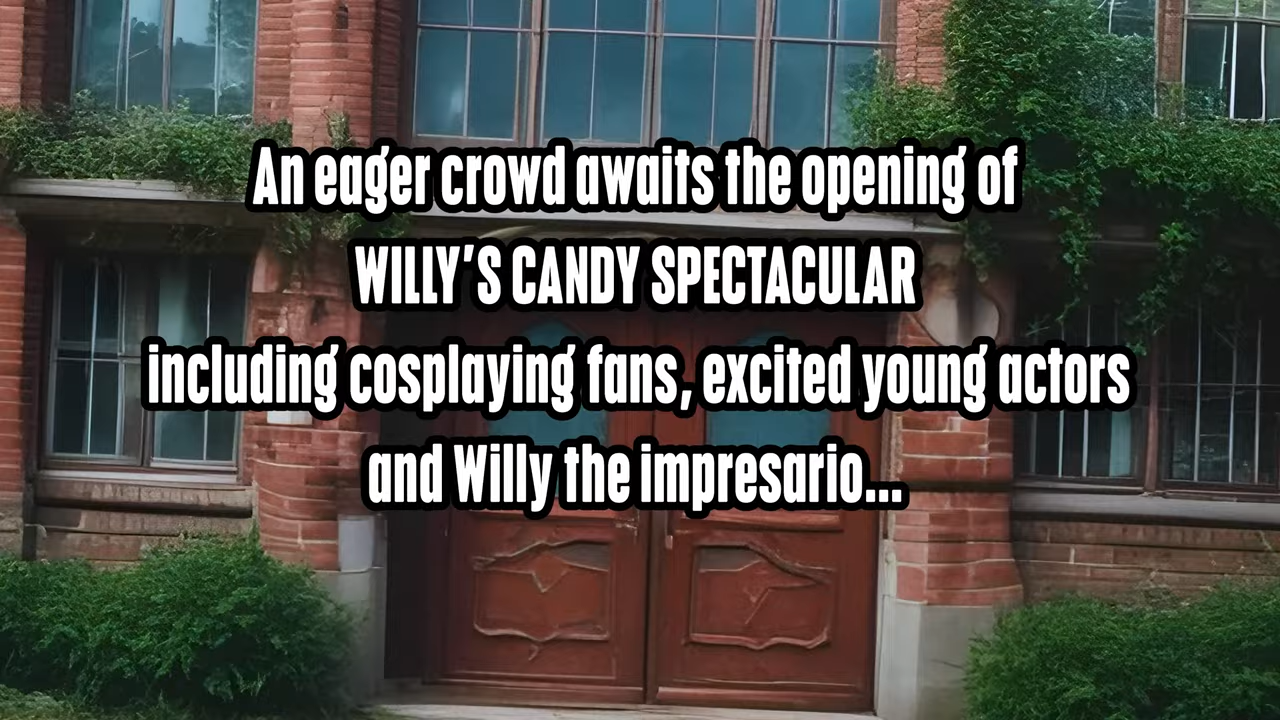 An eager crowd awaits the opening of
WILLY'S CANDY SPECTACULAR
including cosplaying fans, excited young actors
and Willy the impresario...